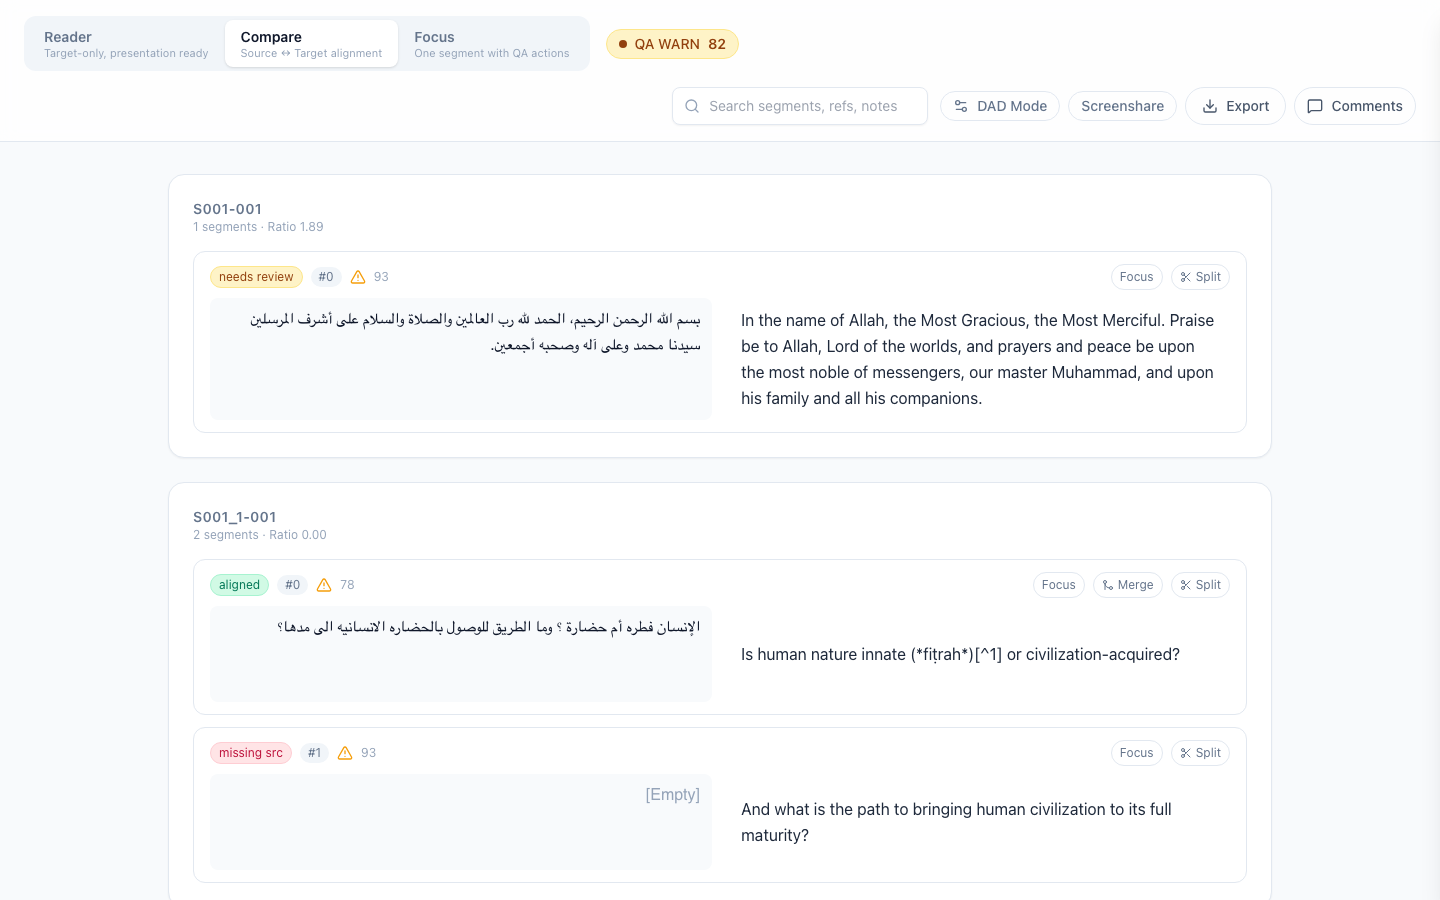 Reader
Target-only, presentation ready
Compare
Source ↔ Target alignment
Focus
One segment with QA actions
QA WARN 82
Search segments, refs, notes
DAD Mode
Screenshare
Export
Comments
S001-001
1 segments · Ratio 1.89
needs review #0 93
Focus
Split
بسم الله الرحمن الرحيم، الحمد لله رب العالمين والصلاة والسلام على أشرف المرسلين
سيدنا محمد وعلى آله وصحبه أجمعين.
In the name of Allah, the Most Gracious, the Most Merciful. Praise
be to Allah, Lord of the worlds, and prayers and peace be upon
the most noble of messengers, our master Muhammad, and upon
his family and all his companions.
S001_1-001
2 segments · Ratio 0.00
aligned #0 78
Focus
Merge
Split
الإنسان فطره أم حضارة ؟ وما الطريق للوصول بالحضاره الانسانيه الى مدها؟
Is human nature innate (*fiṭrah*)[^1] or civilization-acquired?
missing src #1 93
Focus
Split
[Empty]
And what is the path to bringing human civilization to its full
maturity?